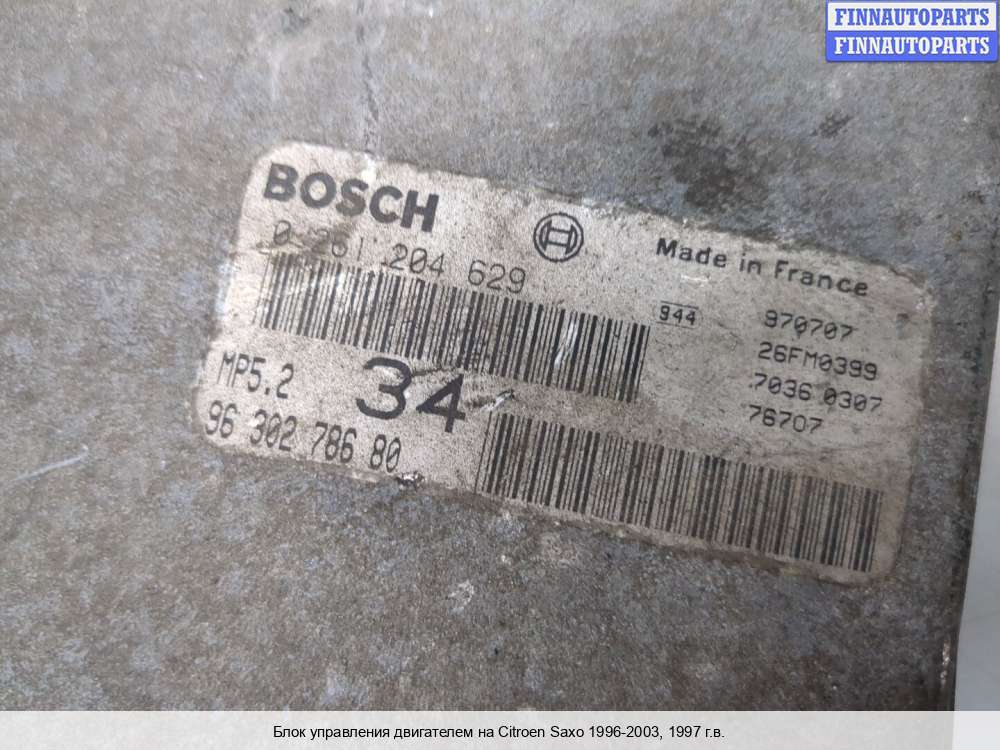 FINNAUTOPARTS
FINNAUTOPARTS
BOSCH
0 261 204 629
Made in France
944
970707
26FM0399
7036 0307
76707
MP5.2
34
96 302 786 80
Блок управления двигателем на Citroen Saxo 1996-2003, 1997 г.в.